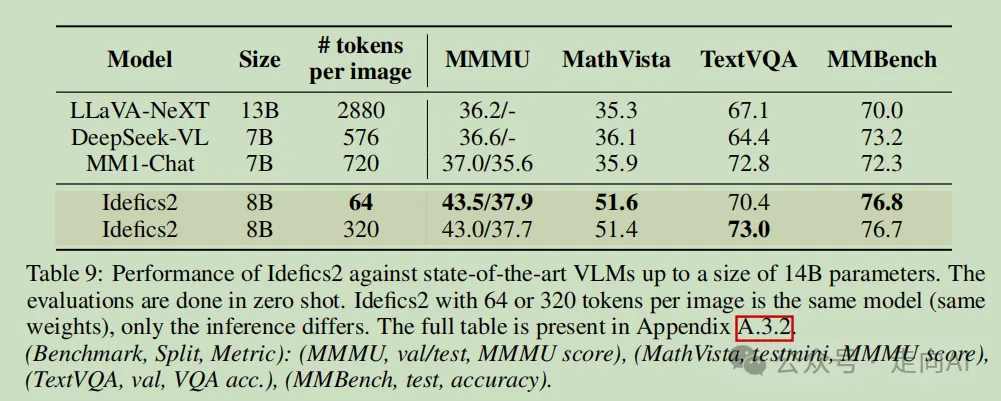 Model Size # tokens per image MMMU MathVista TextVQA MMBench
LLaVA-NeXT 13B 2880 36.2/- 35.3 67.1 70.0
DeepSeek-VL 7B 576 36.6/- 36.1 64.4 73.2
MM1-Chat 7B 720 37.0/35.6 35.9 72.8 72.3
Idefics2 8B 64 43.5/37.9 51.6 70.4 76.8
Idefics2 8B 320 43.0/37.7 51.4 73.0 76.7
Table 9: Performance of Idefics2 against state-of-the-art VLMs up to a size of 14B parameters. The
evaluations are done in zero shot. Idefics2 with 64 or 320 tokens per image is the same model (same
weights), only the inference differs. The full table is present in Appendix A.3.2.
(Benchmark, Split, Metric): (MMMU, val/test, MMMU score), (MathVista, testmini, MMMU score),
(TextVQA, val, VQA acc.), (MMBench, test, accuracy).
公众号 · 走向AI